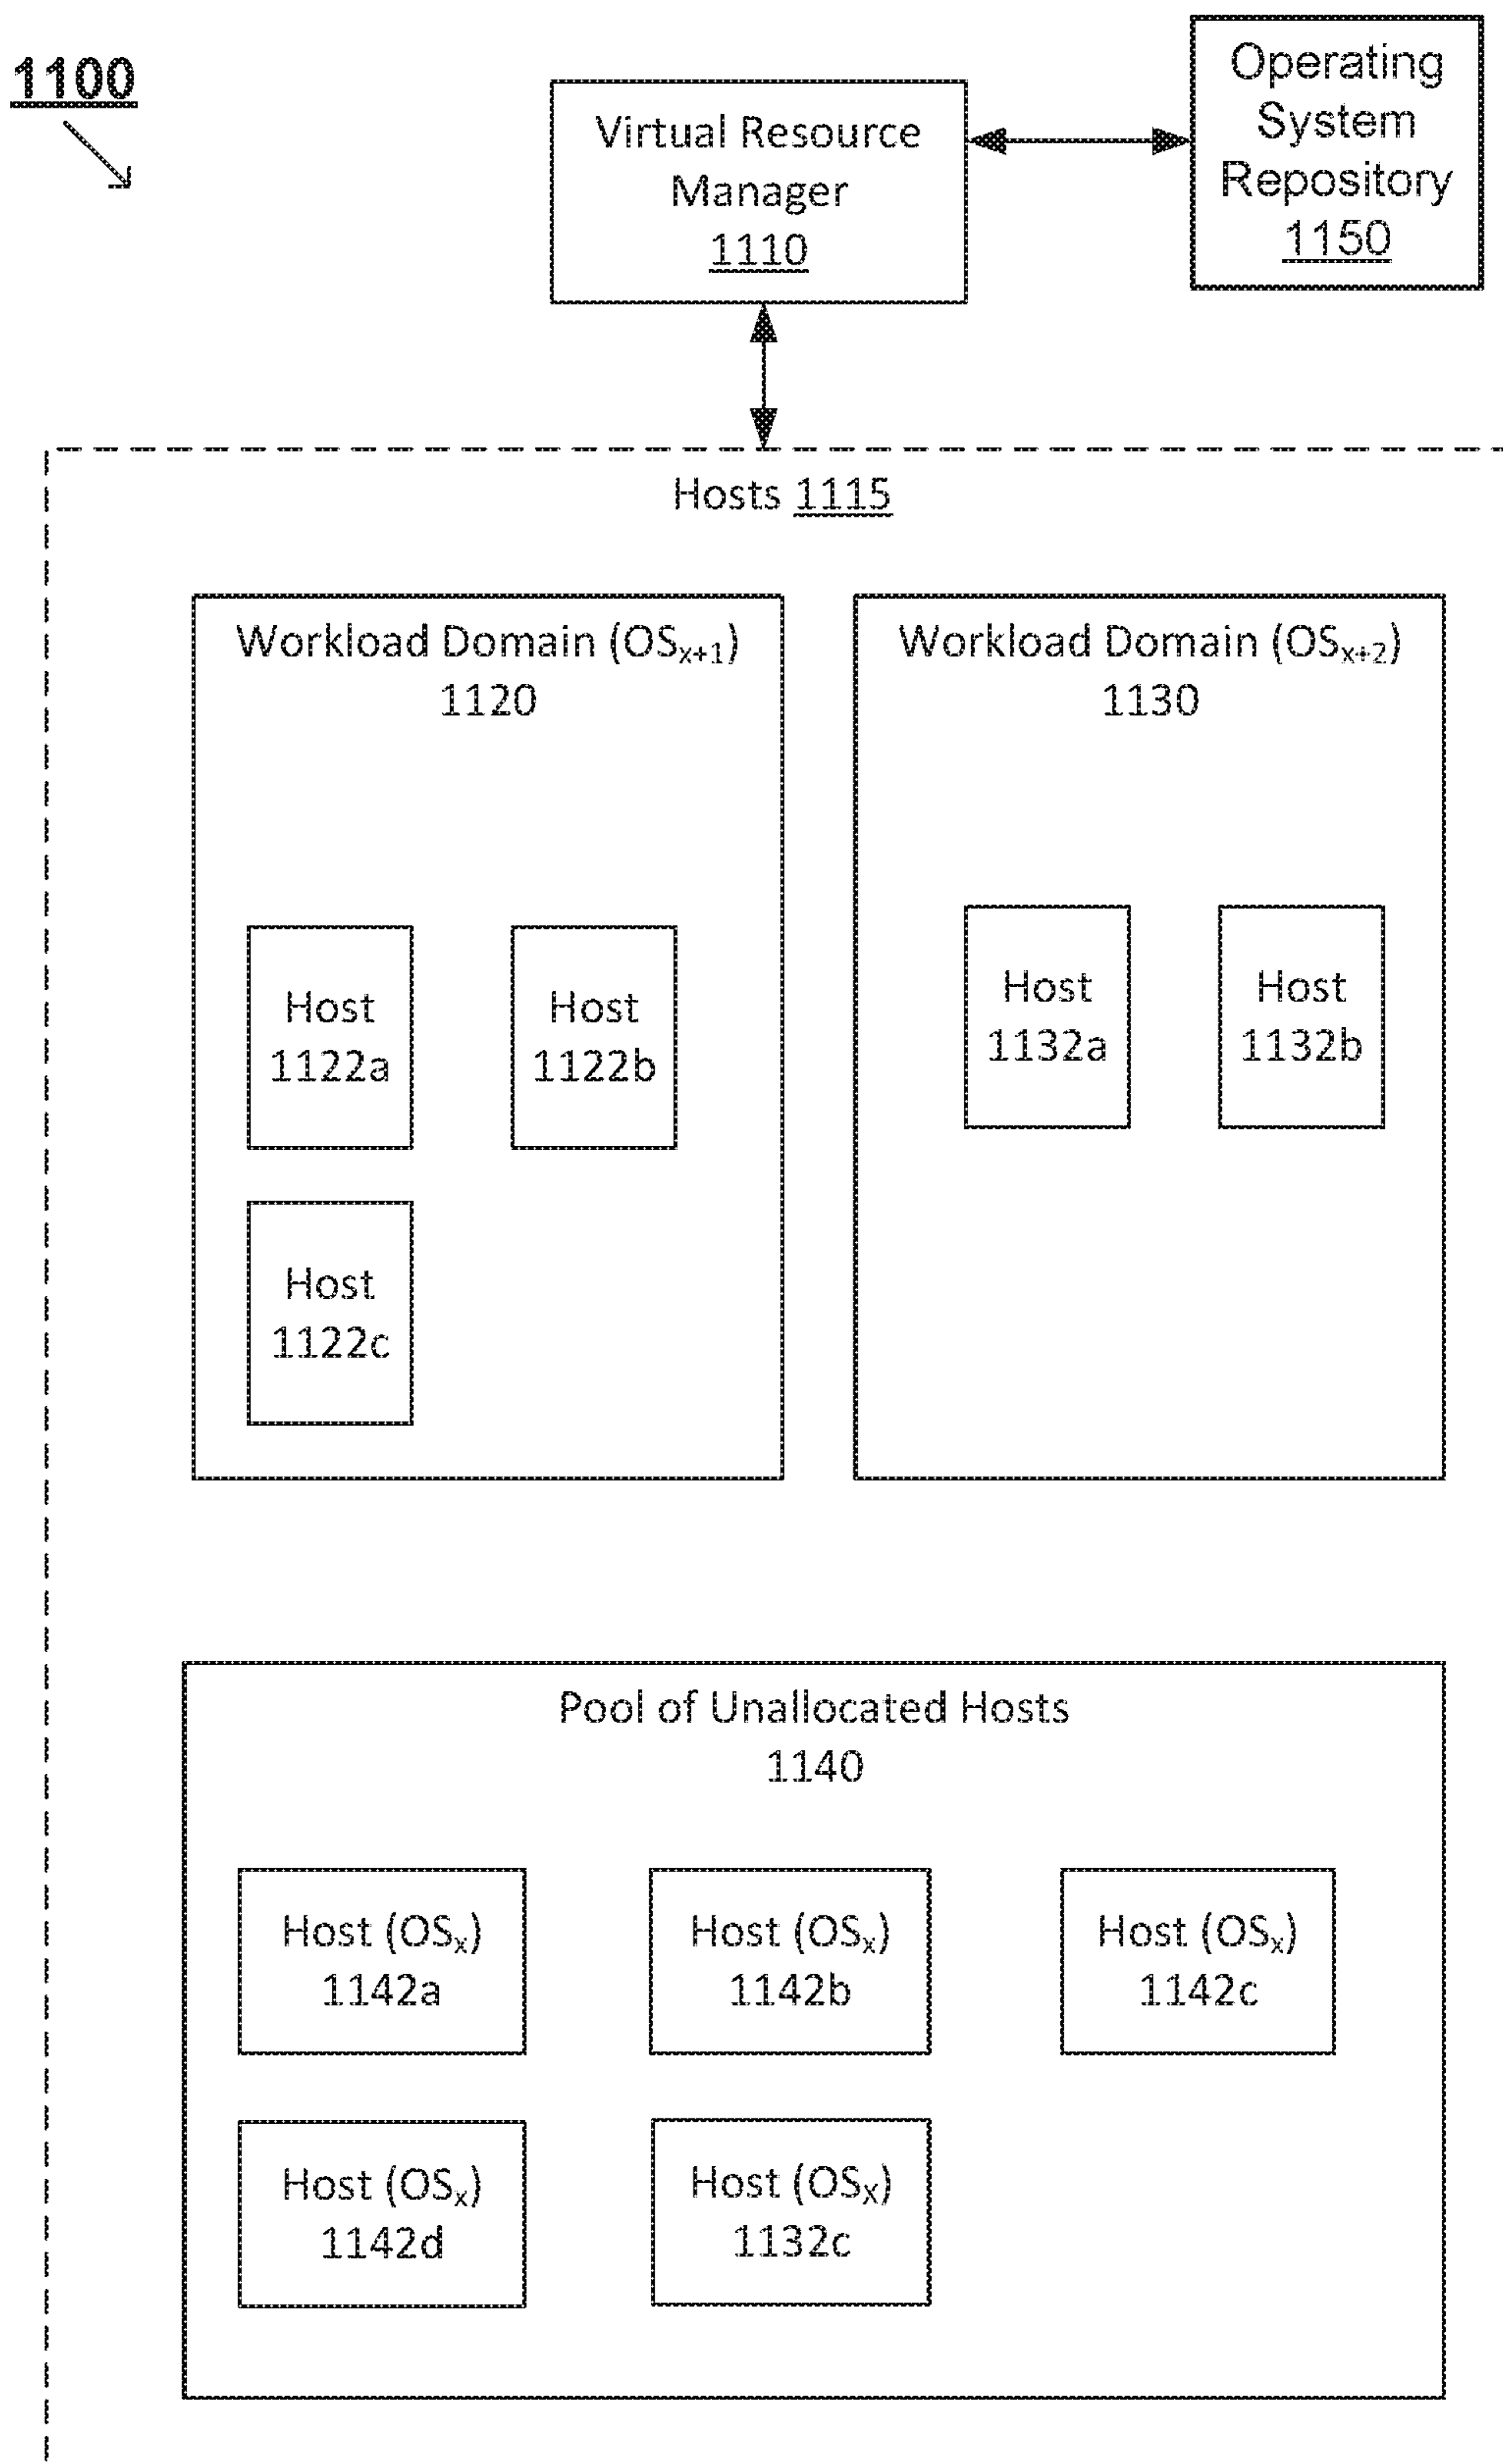 1100
Virtual Resource
Manager
1110
Operating
System
Repository
1150
Hosts 1115
Workload Domain (OSx+1)
1120
Workload Domain (OSx+2)
1130
Host
1122a
Host
1122b
Host
1132a
Host
1132b
Host
1122c
Pool of Unallocated Hosts
1140
Host (OSx)
1142a
Host (OSx)
1142b
Host (OSx)
1142c
Host (OSx)
1142d
Host (OSx)
1132c